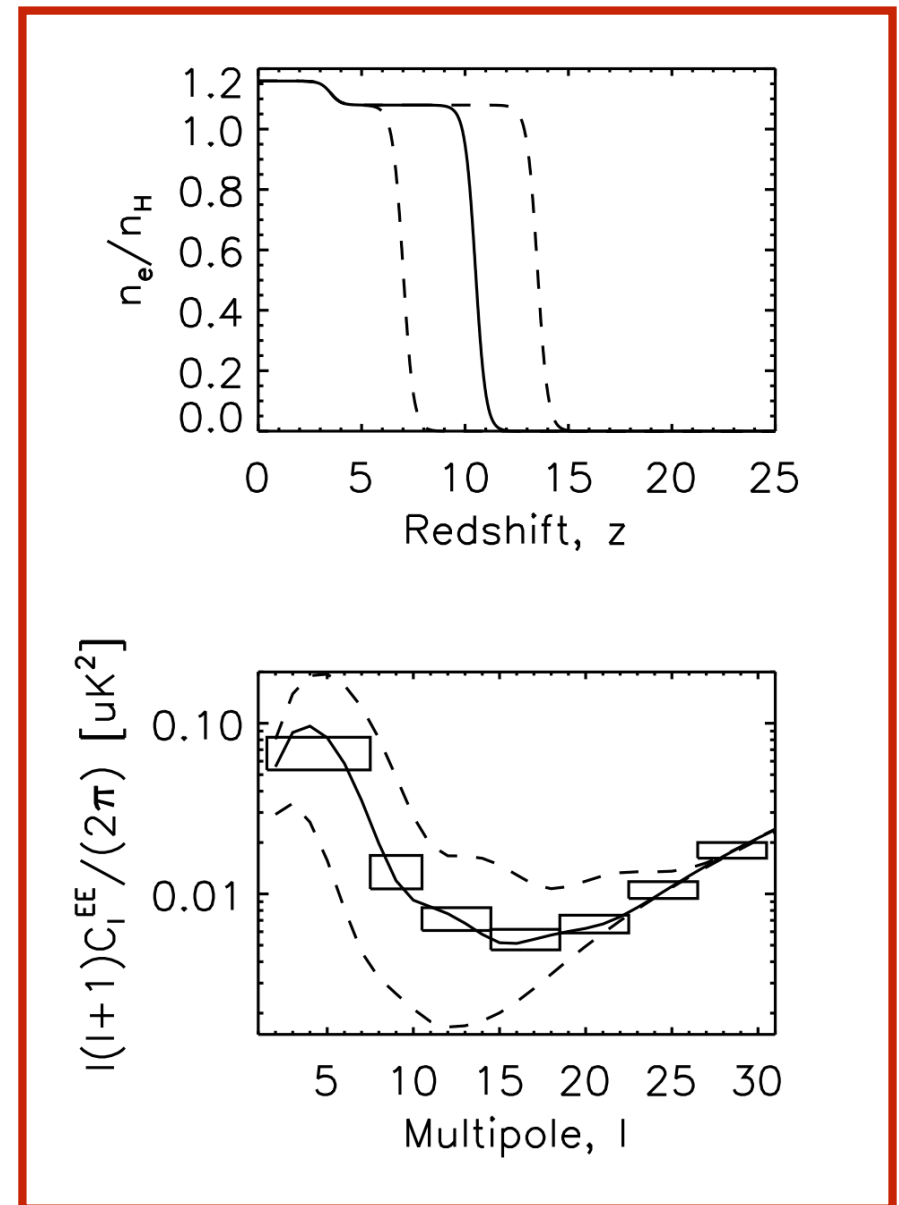 1.2
1.0
0.8
0.6
0.4
0.2
0.0
n_e/n_H
0 5 10 15 20 25
Redshift, z
l(l+1)C_l^EE/(2π) [uK²]
0.10
0.01
5 10 15 20 25 30
Multipole, l